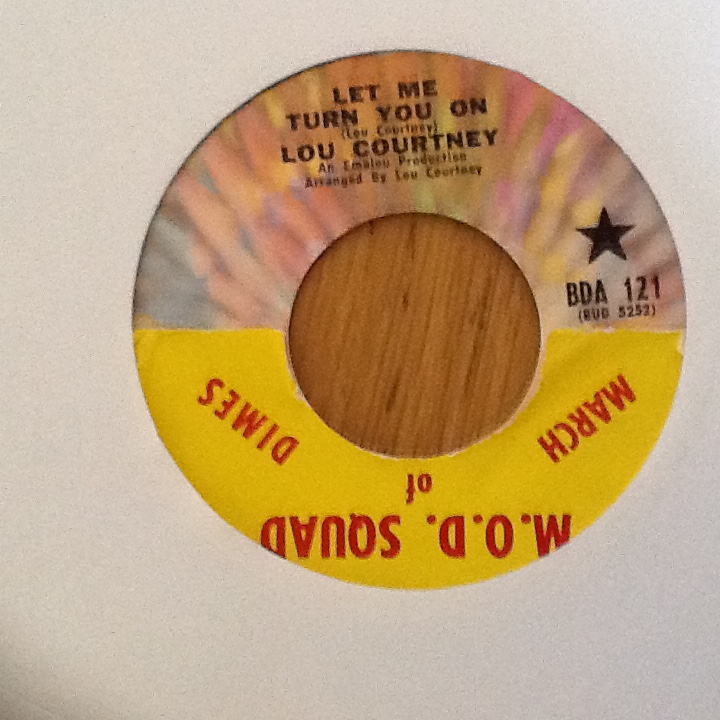 LET ME
TURN YOU ON
(Lou Courtney)
LOU COURTNEY
An Emalou Production
Arranged By Lou Courtney
BDA 121
(BUD 5252)
M.O.D. SQUAD
of
MARCH
DIMES